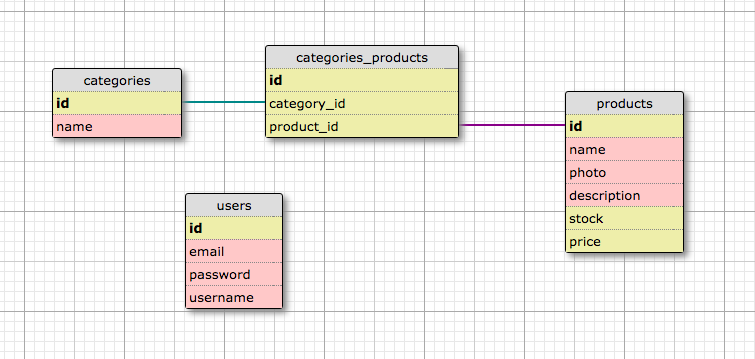 categories
id
name
categories_products
id
category_id
product_id
products
id
name
photo
description
stock
price
users
id
email
password
username